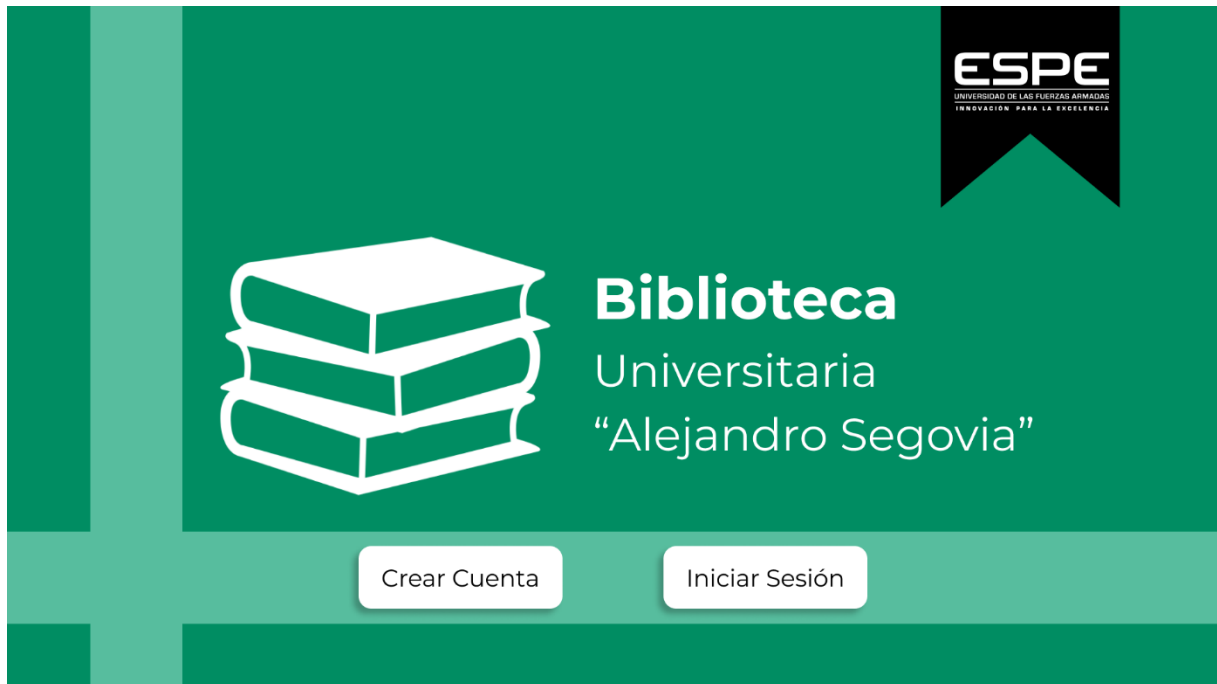 ESPE
UNIVERSIDAD DE LAS FUERZAS ARMADAS
INNOVACIÓN PARA LA EXCELENCIA
Biblioteca
Universitaria
“Alejandro Segovia”
Crear Cuenta
Iniciar Sesión